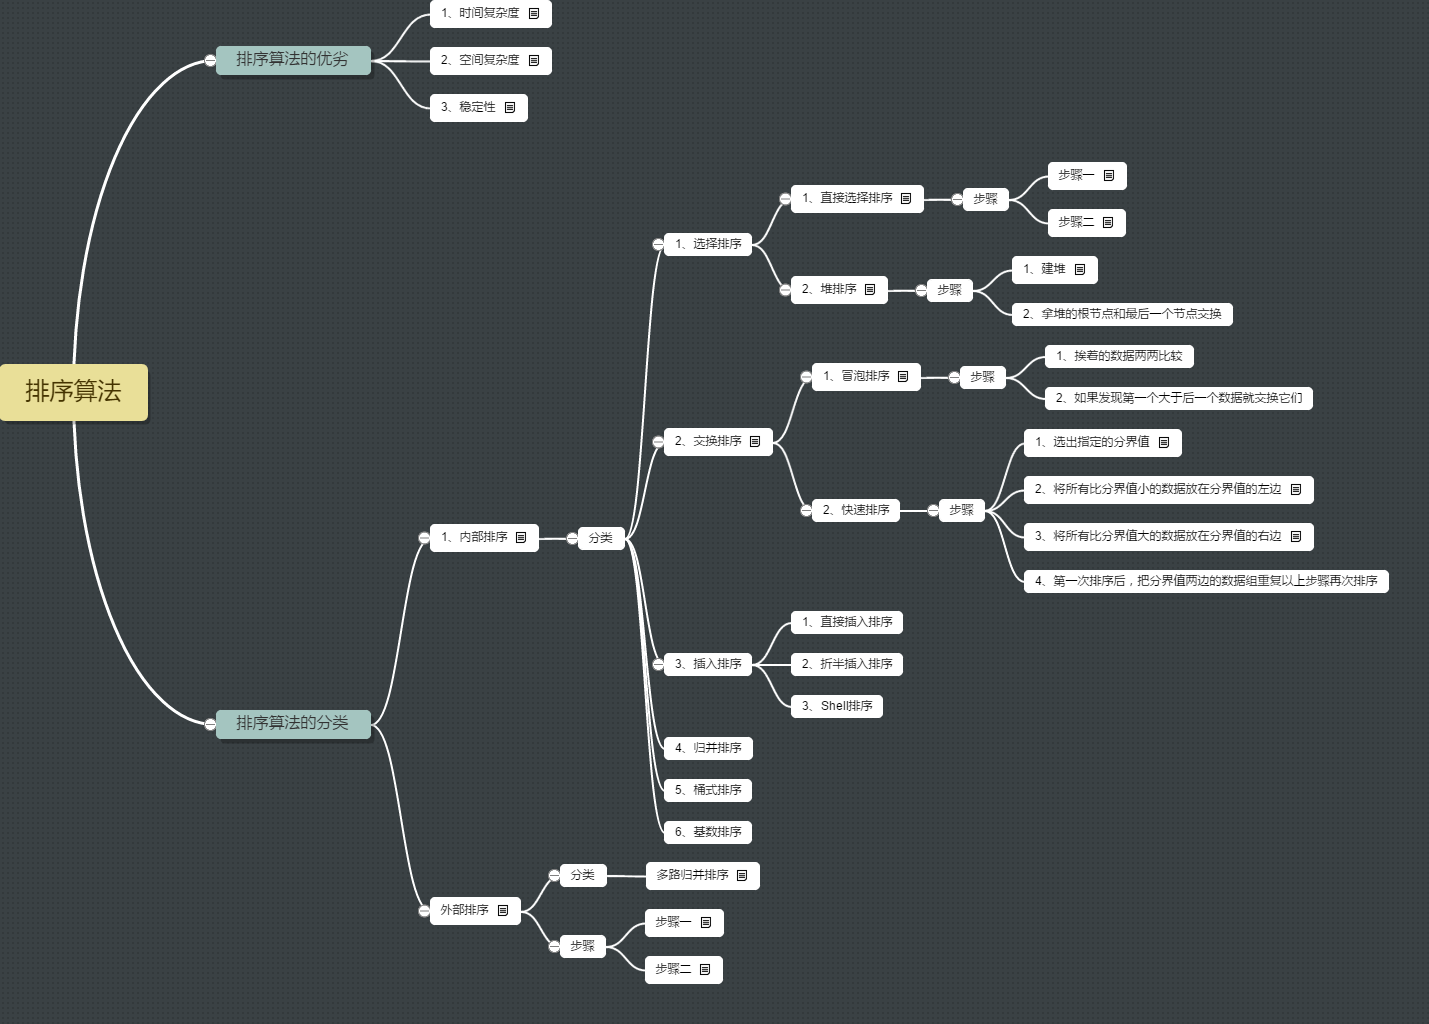 排序算法
排序算法的优劣
1、时间复杂度
2、空间复杂度
3、稳定性
排序算法的分类
1、内部排序
分类
1、选择排序
1、直接选择排序
步骤
步骤一
步骤二
2、堆排序
步骤
1、建堆
2、拿堆的根节点和最后一个节点交换
2、交换排序
1、冒泡排序
步骤
1、挨着的数据两两比较
2、如果发现第一个大于后一个数据就交换它们
2、快速排序
步骤
1、选出指定的分界值
2、将所有比分界值小的数据放在分界值的左边
3、将所有比分界值大的数据放在分界值的右边
4、第一次排序后，把分界值两边的数据组重复以上步骤再次排序
3、插入排序
1、直接插入排序
2、折半插入排序
3、Shell排序
4、归并排序
5、桶式排序
6、基数排序
外部排序
分类
多路归并排序
步骤
步骤一
步骤二